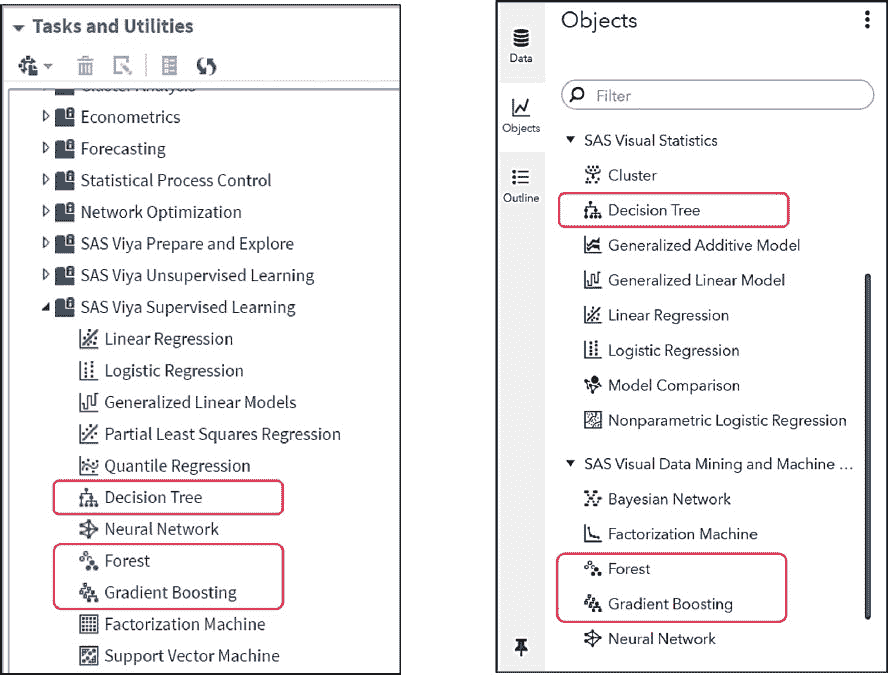 Tasks and Utilities
Cluster Analysis
Econometrics
Forecasting
Statistical Process Control
Network Optimization
SAS Viya Prepare and Explore
SAS Viya Unsupervised Learning
SAS Viya Supervised Learning
Linear Regression
Logistic Regression
Generalized Linear Models
Partial Least Squares Regression
Quantile Regression
Decision Tree
Neural Network
Forest
Gradient Boosting
Factorization Machine
Support Vector Machine
Data
Objects
Outline
Objects
Filter
SAS Visual Statistics
Cluster
Decision Tree
Generalized Additive Model
Generalized Linear Model
Linear Regression
Logistic Regression
Model Comparison
Nonparametric Logistic Regression
SAS Visual Data Mining and Machine ...
Bayesian Network
Factorization Machine
Forest
Gradient Boosting
Neural Network